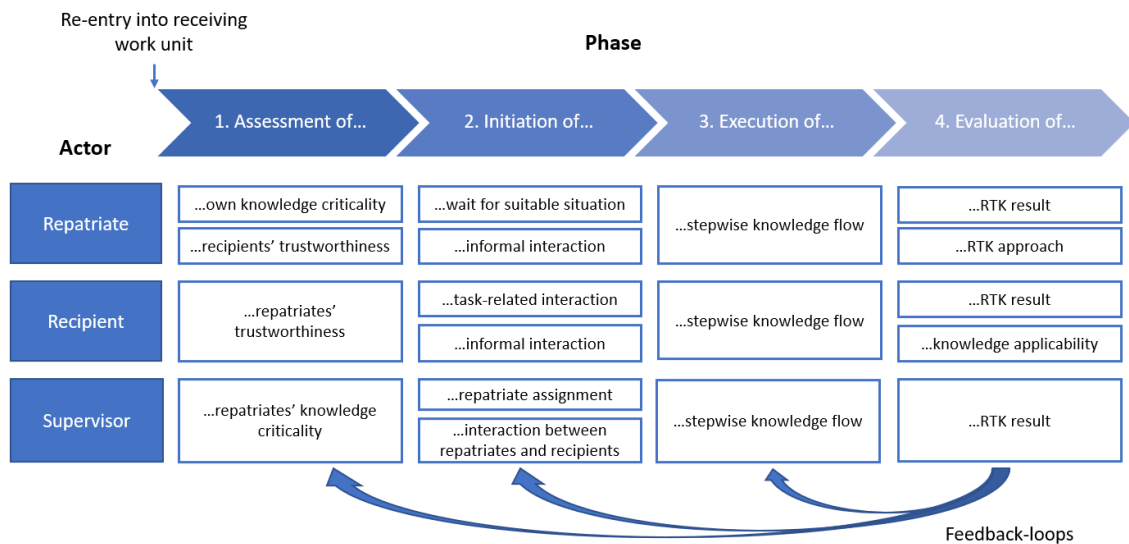 Re-entry into receiving
work unit
Phase
Actor
1. Assessment of...
2. Initiation of...
3. Execution of...
4. Evaluation of...
Repatriate
...own knowledge criticality
...recipients' trustworthiness
...wait for suitable situation
...informal interaction
...stepwise knowledge flow
...RTK result
...RTK approach
Recipient
...repatriates'
trustworthiness
...task-related interaction
...informal interaction
...stepwise knowledge flow
...RTK result
...knowledge applicability
Supervisor
...repatriates' knowledge
criticality
...repatriate assignment
...interaction between
repatriates and recipients
...stepwise knowledge flow
...RTK result
Feedback-loops